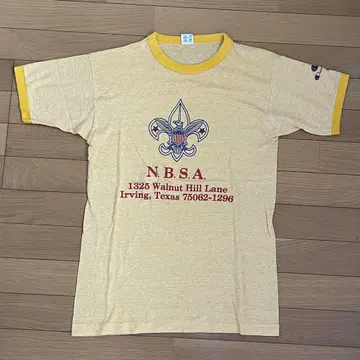 N.B.S.A.
1325 Walnut Hill Lane
Irving, Texas 75062-1296